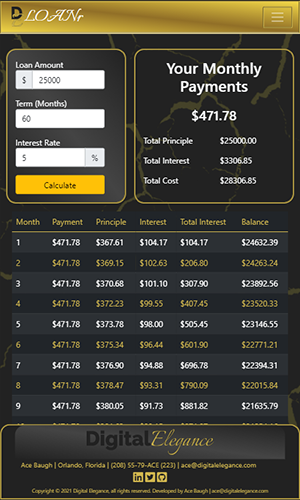 D LOANr
Loan Amount
$ 25000
Term (Months)
60
Interest Rate
5 %
Calculate
Your Monthly
Payments
$471.78
Total Principle $25000.00
Total Interest $3306.85
Total Cost $28306.85
Month Payment Principle Interest Total Interest Balance
1 $471.78 $367.61 $104.17 $104.17 $24632.39
2 $471.78 $369.15 $102.63 $206.80 $24263.24
3 $471.78 $370.68 $101.10 $307.90 $23892.56
4 $471.78 $372.23 $99.55 $407.45 $23520.33
5 $471.78 $373.78 $98.00 $505.45 $23146.55
6 $471.78 $375.34 $96.44 $601.90 $22771.21
7 $471.78 $376.90 $94.88 $696.78 $22394.31
8 $471.78 $378.47 $93.31 $790.09 $22015.84
9 $471.78 $380.05 $91.73 $881.82 $21635.79
Digital Elegance
Ace Baugh | Orlando, Florida | (208) 55-79-ACE (223) | ace@digitalelegance.com
Copyright © 2021 Digital Elegance, all rights reserved. Developed by Ace Baugh | ace@digitalelegance.com